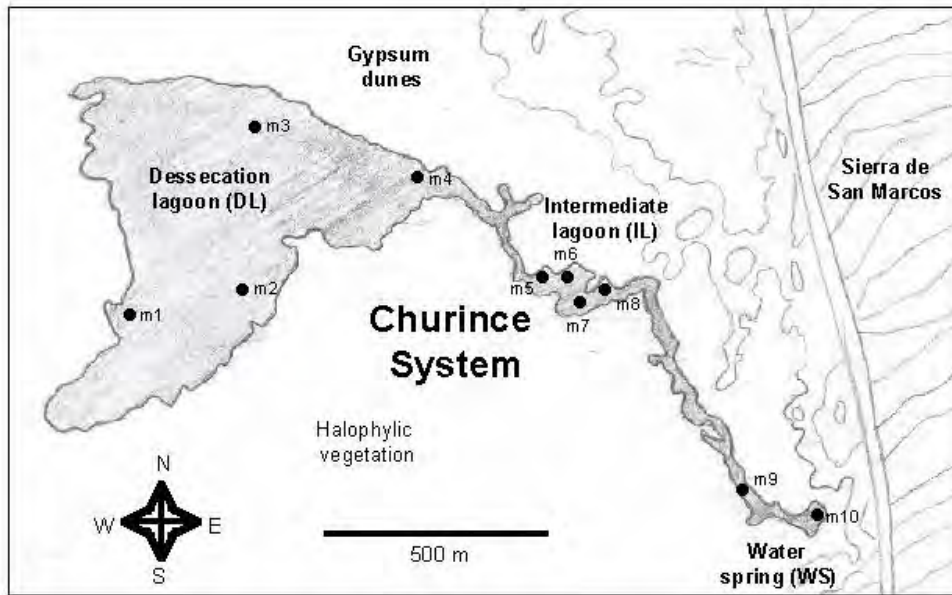 Gypsum
dunes
m3
Dessecation
lagoon (DL)
m4
Sierra de
San Marcos
Intermediate
lagoon (IL)
m6
m5
m2
m8
m7
m1
Churince
System
Halophylic
vegetation
N
W
E
S
500 m
m9
m10
Water
spring (WS)